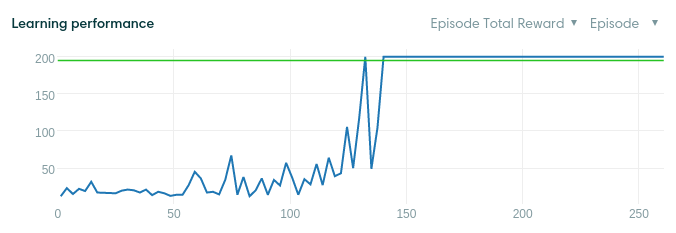 Learning performance
Episode Total Reward ▼ Episode ▼
200
150
100
50
0 50 100 150 200 250